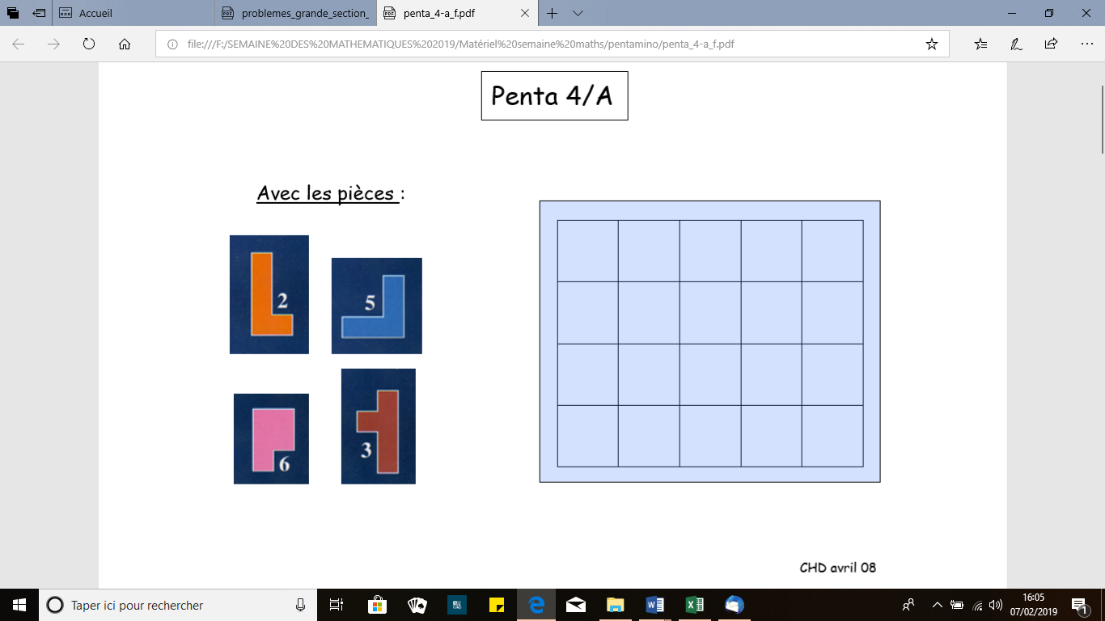 Accueil
problemes_grande_section_
penta_4-a_f.pdf
file:///F:/SEMAINE%20DES%20MATHEMATIQUES%202019/Matériel%20semaine%20maths/pentamino/penta_4-a_f.pdf
Penta 4/A
Avec les pièces :
2
5
6
3
CHD avril 08
Taper ici pour rechercher
16:05
07/02/2019
1